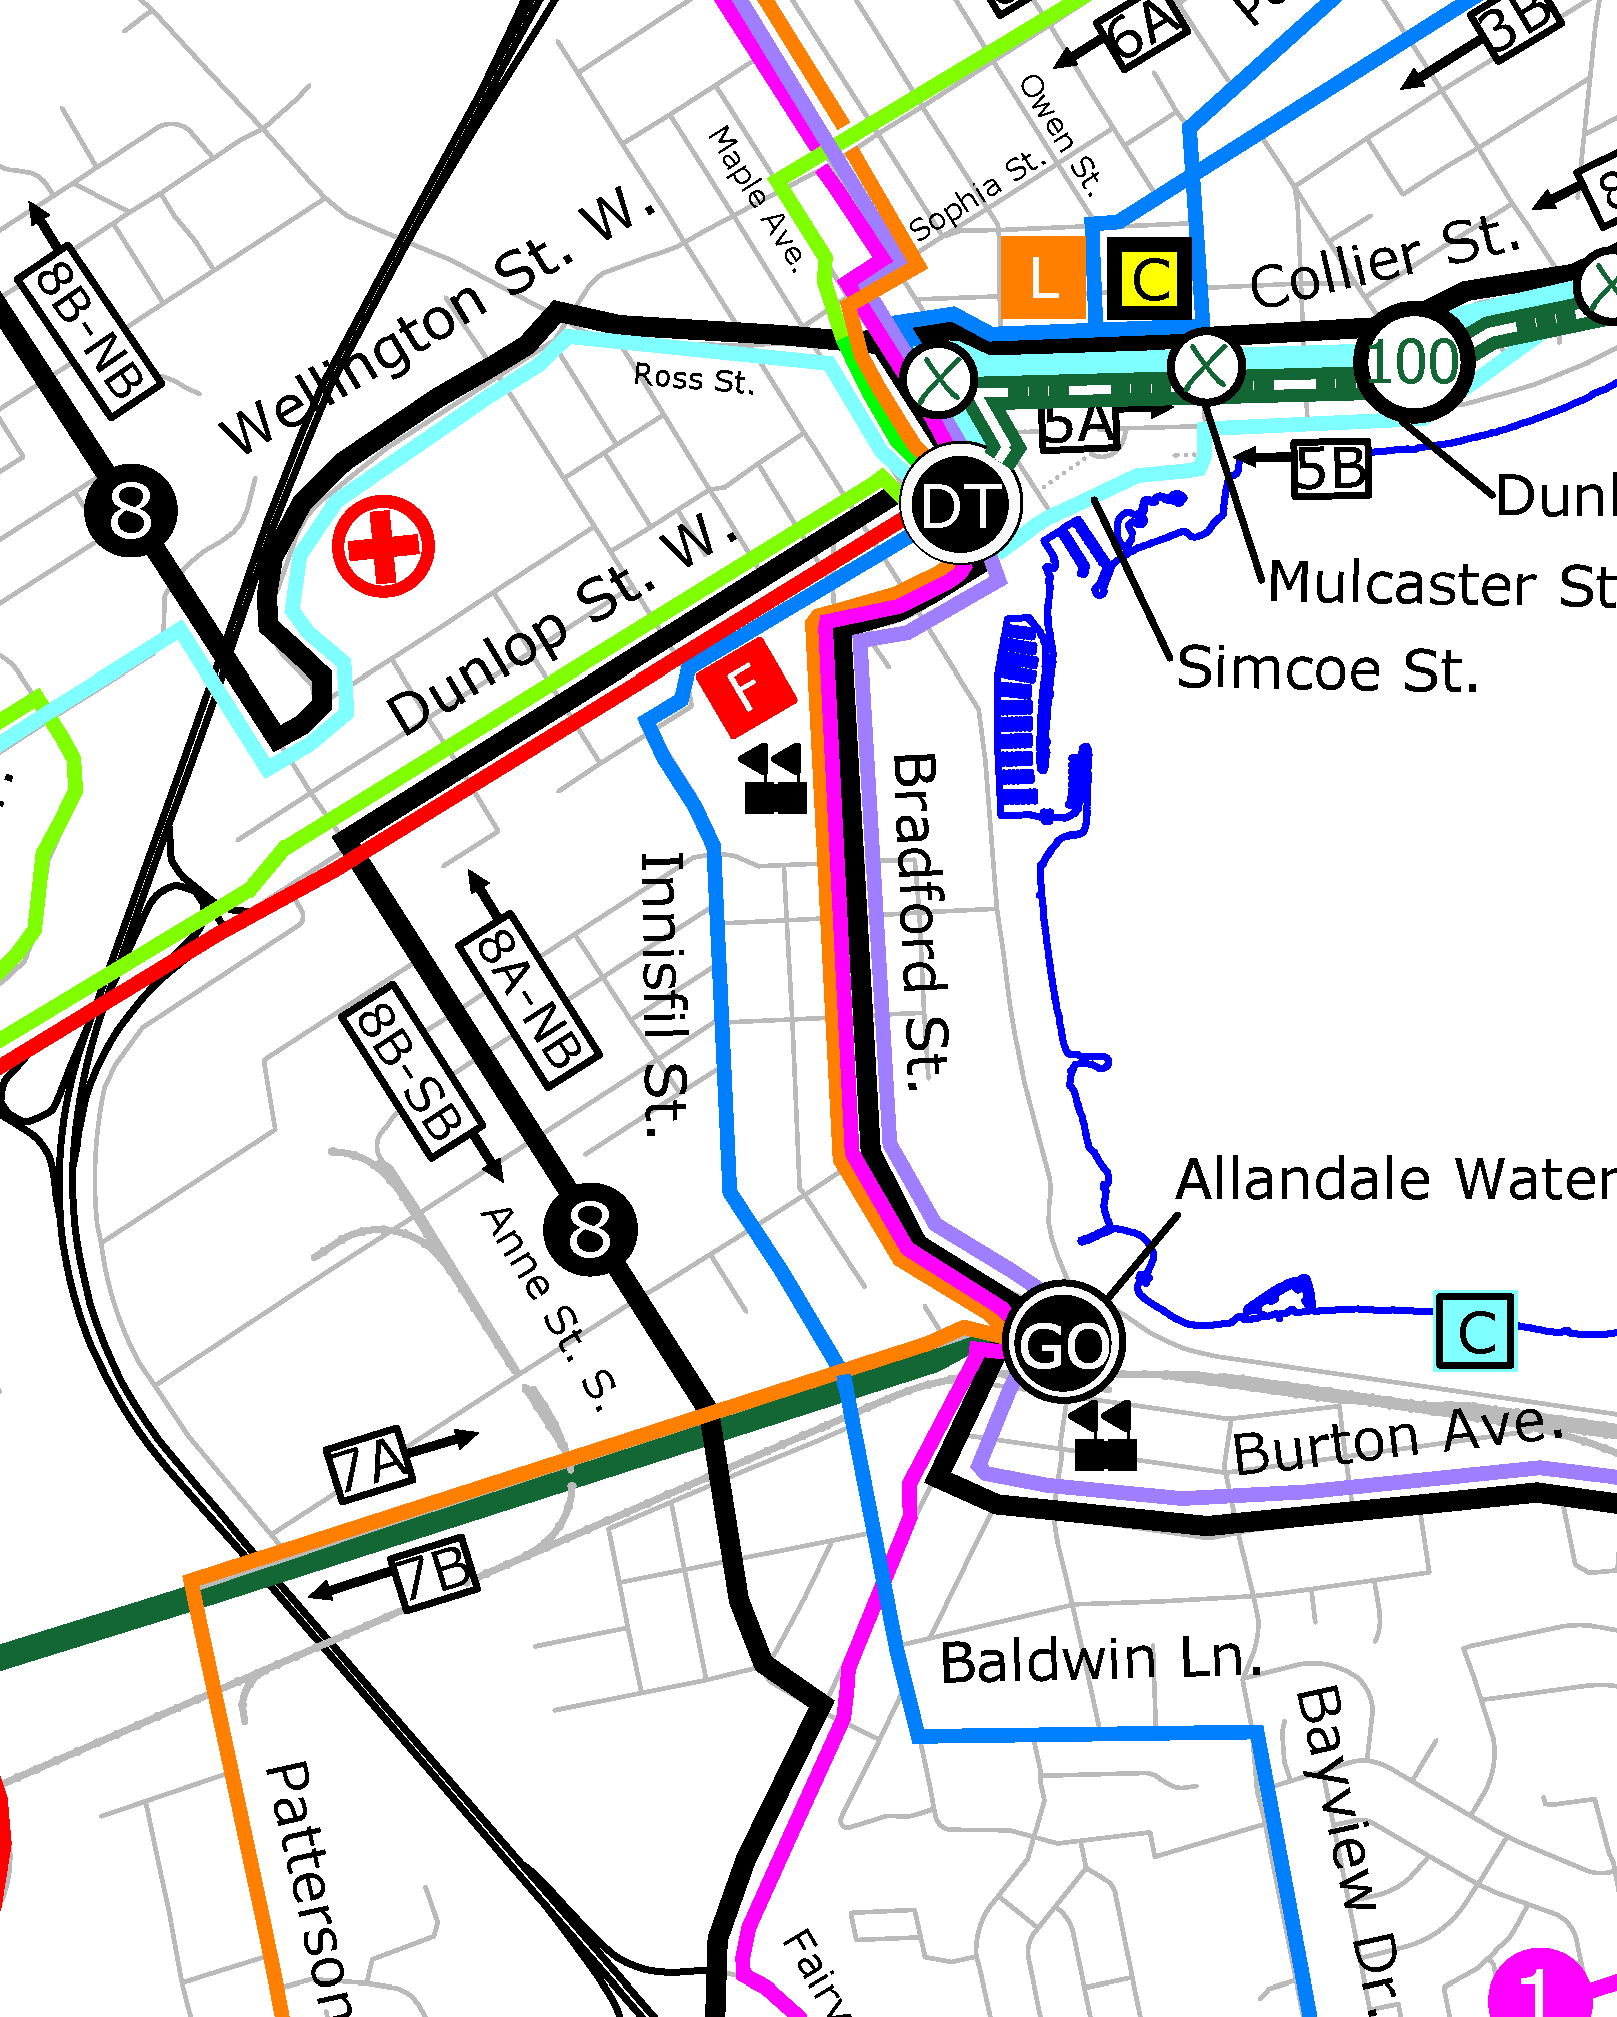 6A
3B
Owen St.
Maple Ave.
Sophia St.
Wellington St. W.
8B-NB
L
C
Collier St.
Ross St.
X
X
100
X
5A
5B
8
DT
Dunl
Mulcaster St
Dunlop St. W.
Simcoe St.
F
Bradford St.
Innisfil St.
8A-NB
8B-SB
Allandale Water
8
Anne St. S.
GO
C
Burton Ave.
7A
7B
Baldwin Ln.
Bayview Dr.
Patterson
Fairv
1